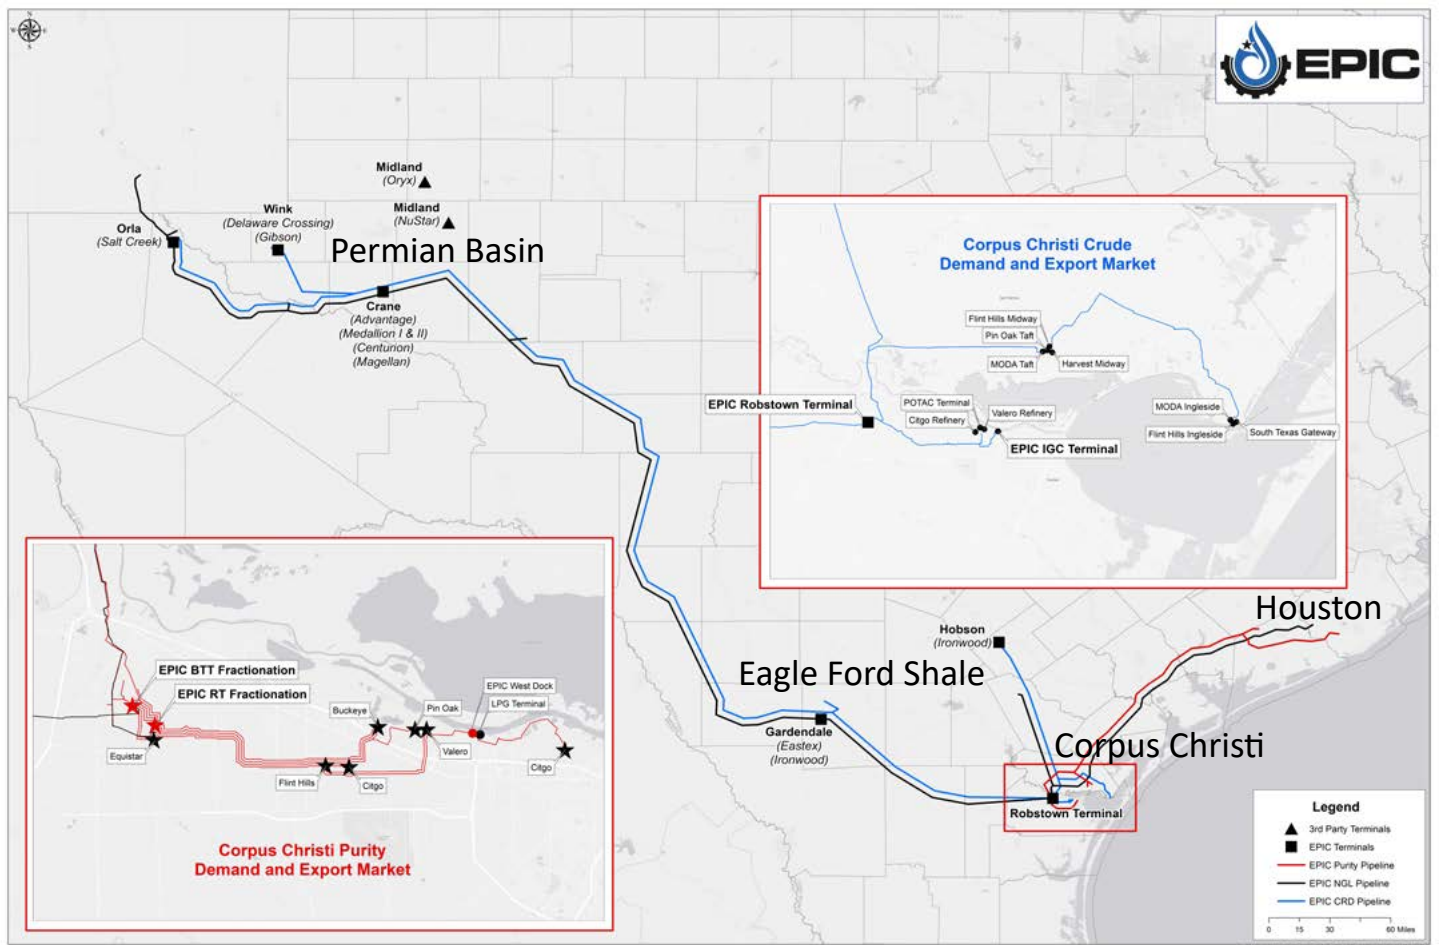 N
W
E
S
EPIC
Midland
(Oryx)
Wink
(Delaware Crossing)
(Gibson)
Midland
(NuStar)
Orla
(Salt Creek)
Permian Basin
Crane
(Advantage)
(Medallion I & II)
(Centurion)
(Magellan)
Corpus Christi Crude
Demand and Export Market
Flint Hills Midway
Pin Oak Taft
MODA Taft
Harvest Midway
EPIC Robstown Terminal
POTAC Terminal
Valero Refinery
Citgo Refinery
EPIC IGC Terminal
MODA Ingleside
Flint Hills Ingleside
South Texas Gateway
Houston
Hobson
(Ironwood)
Eagle Ford Shale
Gardendale
(Eastex)
(Ironwood)
Corpus Christi
Robstown Terminal
EPIC BTT Fractionation
EPIC RT Fractionation
Equistar
Buckeye
Pin Oak
EPIC West Dock
LPG Terminal
Valero
Flint Hills
Citgo
Citgo
Corpus Christi Purity
Demand and Export Market
Legend
3rd Party Terminals
EPIC Terminals
EPIC Purity Pipeline
EPIC NGL Pipeline
EPIC CRD Pipeline
0 15 30 60 Miles